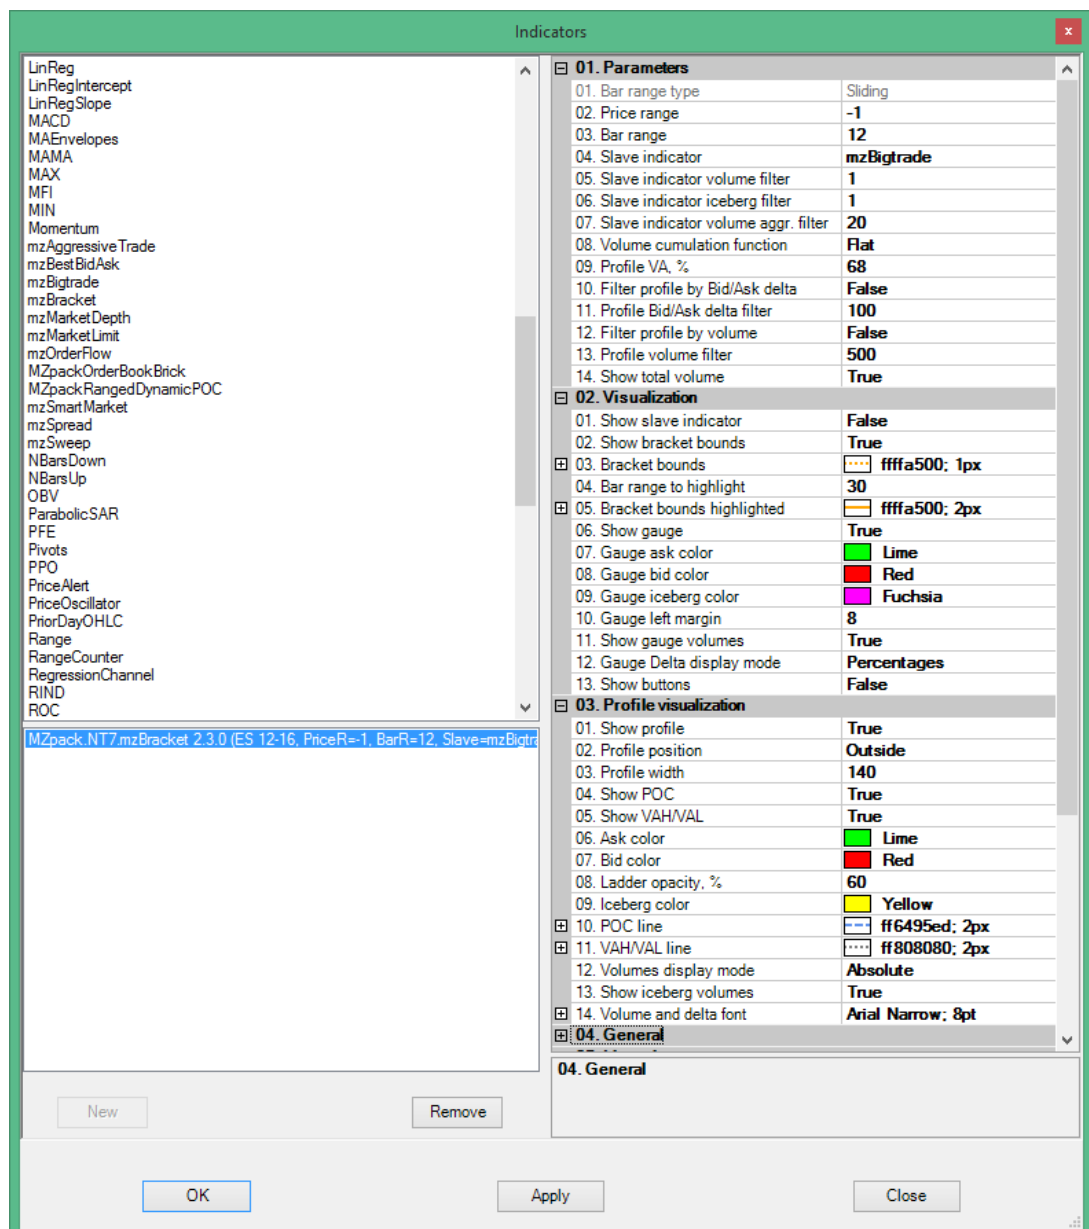 Indicators
x
LinReg
LinRegIntercept
LinRegSlope
MACD
MAEnvelopes
MAMA
MAX
MFI
MIN
Momentum
mzAggressiveTrade
mzBestBidAsk
mzBigtrade
mzBracket
mzMarketDepth
mzMarketLimit
mzOrderFlow
MZpackOrderBookBrick
MZpackRangedDynamicPOC
mzSmartMarket
mzSpread
mzSweep
NBarsDown
NBarsUp
OBV
ParabolicSAR
PFE
Pivots
PPO
PriceAlert
PriceOscillator
PriorDayOHLC
Range
RangeCounter
RegressionChannel
RIND
ROC
MZpack.NT7.mzBracket 2.3.0 (ES 12-16, PriceR=-1, BarR=12, Slave=mzBigtra
New
Remove
01. Parameters
01. Bar range type Sliding
02. Price range -1
03. Bar range 12
04. Slave indicator mzBigtrade
05. Slave indicator volume filter 1
06. Slave indicator iceberg filter 1
07. Slave indicator volume aggr. filter 20
08. Volume cumulation function Flat
09. Profile VA, % 68
10. Filter profile by Bid/Ask delta False
11. Profile Bid/Ask delta filter 100
12. Filter profile by volume False
13. Profile volume filter 500
14. Show total volume True
02. Visualization
01. Show slave indicator False
02. Show bracket bounds True
03. Bracket bounds ffffa500; 1px
04. Bar range to highlight 30
05. Bracket bounds highlighted ffffa500; 2px
06. Show gauge True
07. Gauge ask color Lime
08. Gauge bid color Red
09. Gauge iceberg color Fuchsia
10. Gauge left margin 8
11. Show gauge volumes True
12. Gauge Delta display mode Percentages
13. Show buttons False
03. Profile visualization
01. Show profile True
02. Profile position Outside
03. Profile width 140
04. Show POC True
05. Show VAH/VAL True
06. Ask color Lime
07. Bid color Red
08. Ladder opacity, % 60
09. Iceberg color Yellow
10. POC line ff6495ed; 2px
11. VAH/VAL line ff808080; 2px
12. Volumes display mode Absolute
13. Show iceberg volumes True
14. Volume and delta font Arial Narrow; 8pt
04. General
04. General
OK
Apply
Close